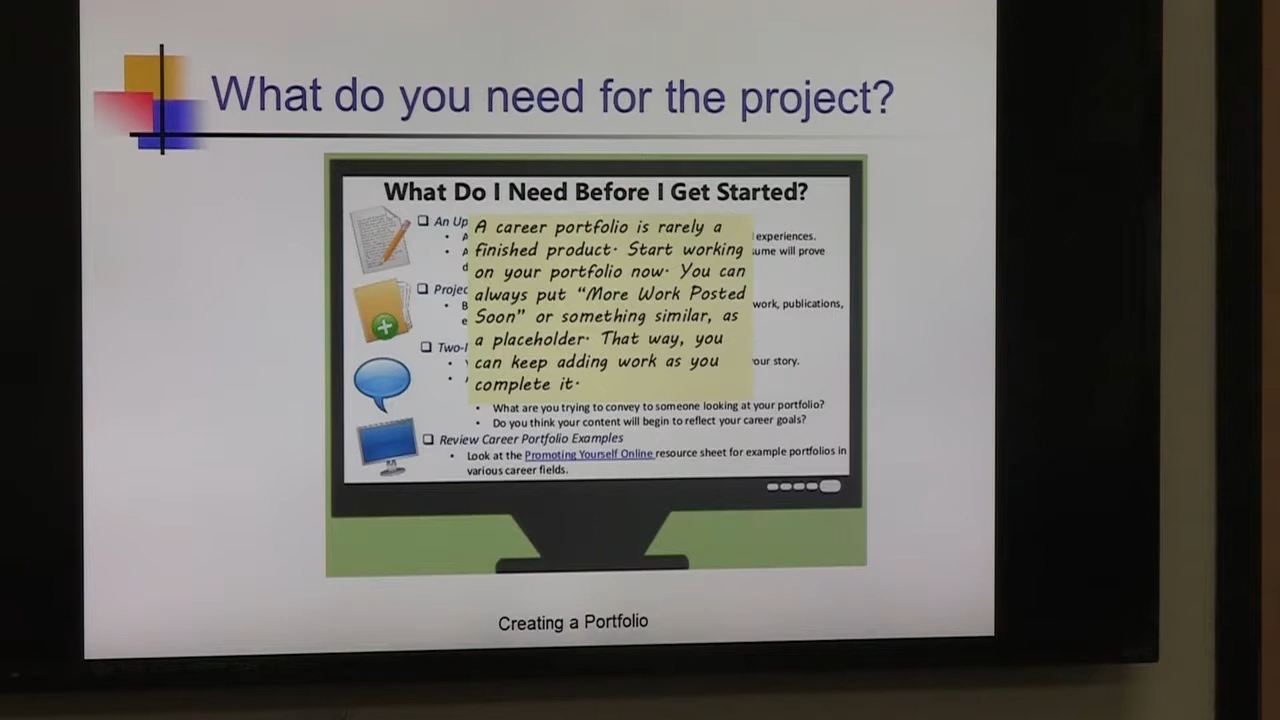 What do you need for the project?
What Do I Need Before I Get Started?
An Up
experiences.
ume will prove
Projec
work, publications,
Two-
our story.
A career portfolio is rarely a
finished product. Start working
on your portfolio now. You can
always put “More Work Posted
Soon” or something similar, as
a placeholder. That way, you
can keep adding work as you
complete it.
• What are you trying to convey to someone looking at your portfolio?
• Do you think your content will begin to reflect your career goals?
Review Career Portfolio Examples
• Look at the Promoting Yourself Online resource sheet for example portfolios in
various career fields.
Creating a Portfolio